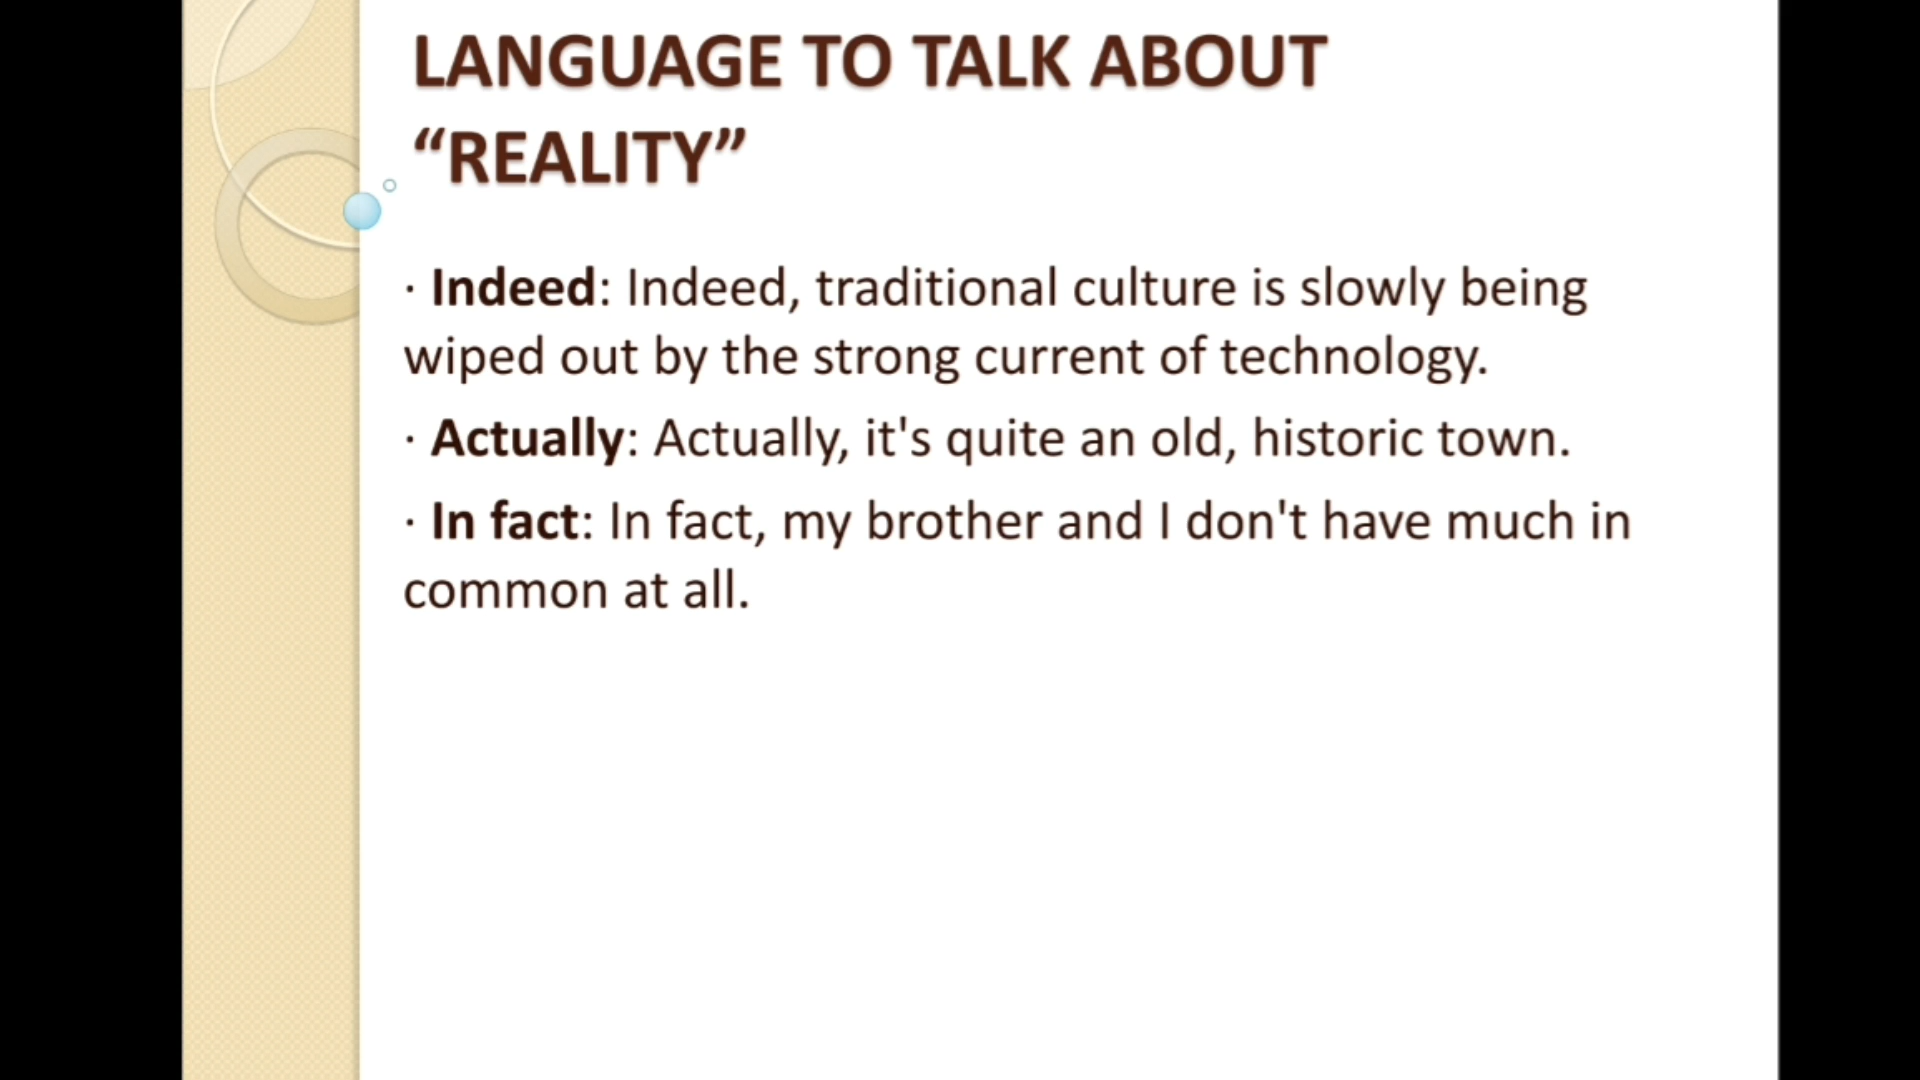 LANGUAGE TO TALK ABOUT
“REALITY”
· Indeed: Indeed, traditional culture is slowly being
wiped out by the strong current of technology.
· Actually: Actually, it's quite an old, historic town.
· In fact: In fact, my brother and I don't have much in
common at all.